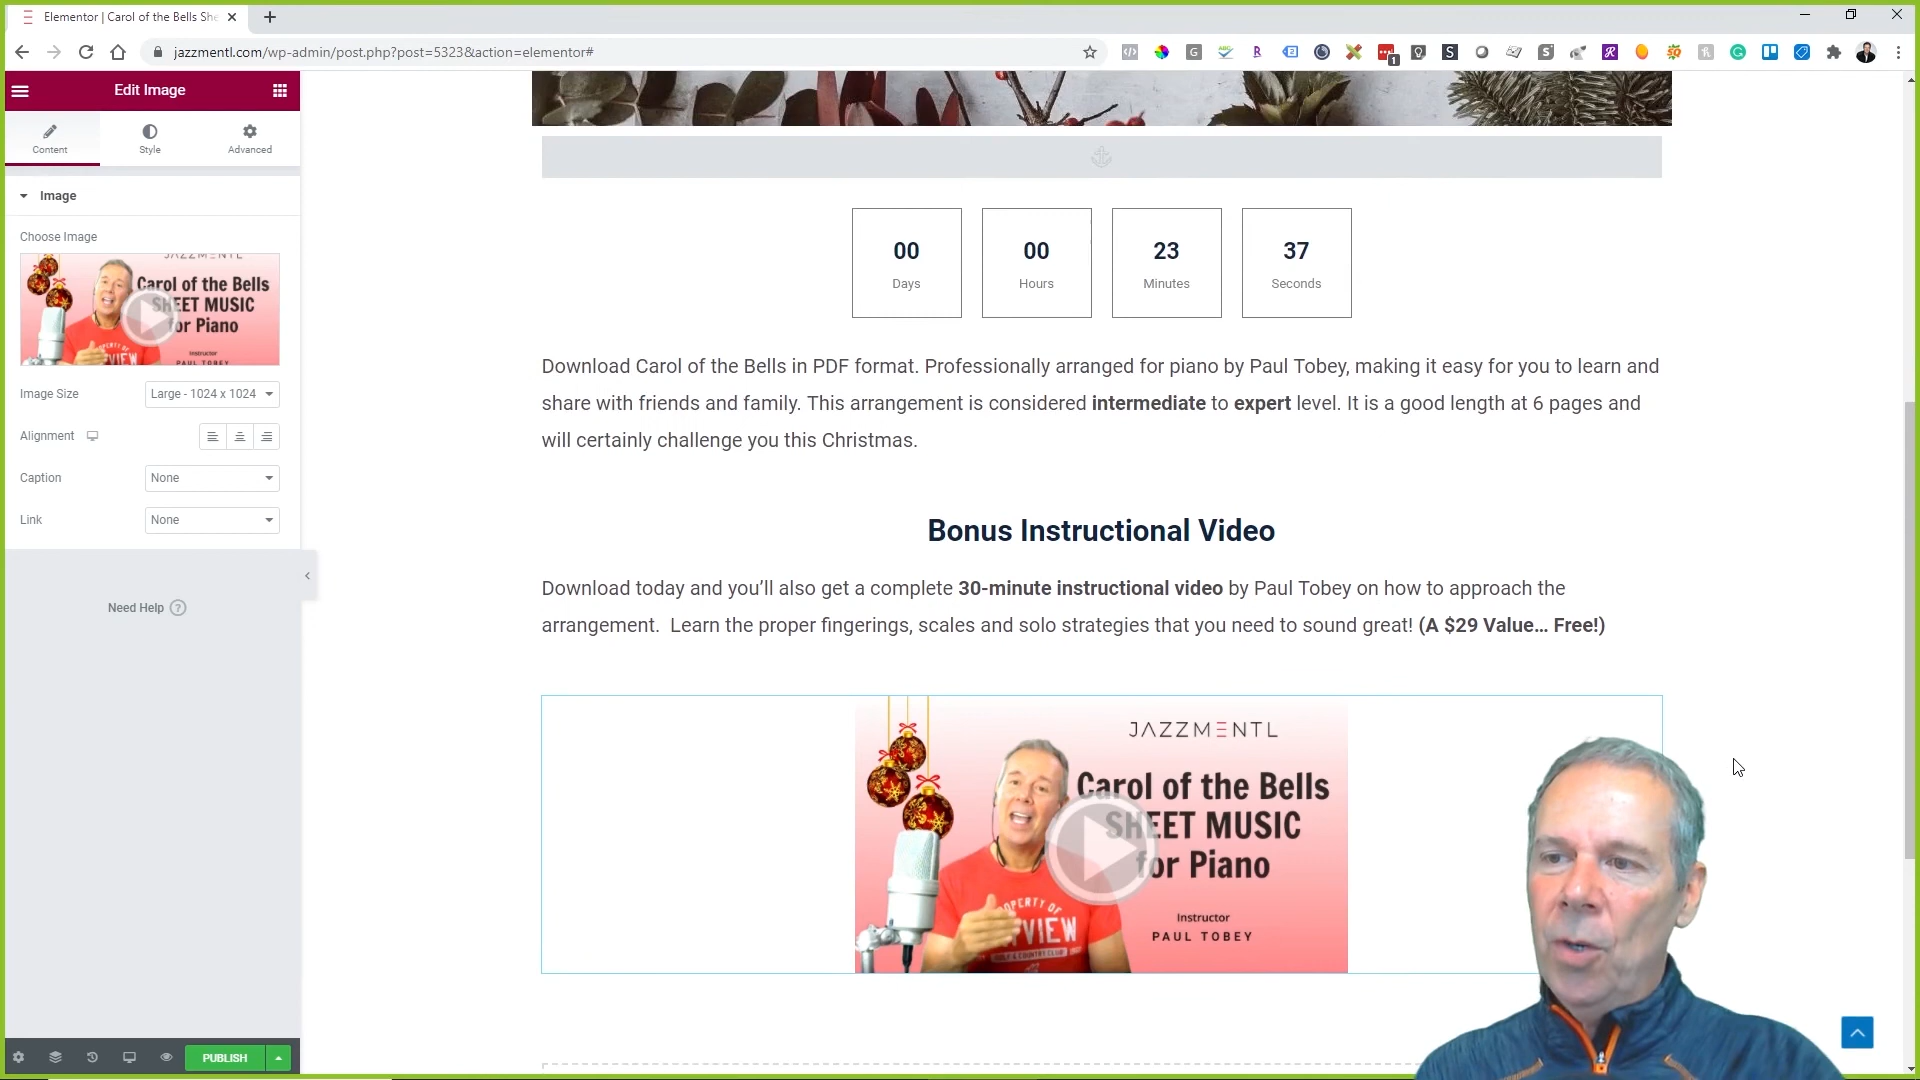 Elementor | Carol of the Bells She
jazzmentl.com/wp-admin/post.php?post=5323&action=elementor#
Edit Image
Content
Style
Advanced
Image
Choose Image
JAZZMENTL
Carol of the Bells
SHEET MUSIC
for Piano
Instructor
PAUL TOBEY
Image Size
Large - 1024 x 1024
Alignment
Caption
None
Link
None
Need Help ?
PUBLISH
00
Days
00
Hours
23
Minutes
37
Seconds
Download Carol of the Bells in PDF format. Professionally arranged for piano by Paul Tobey, making it easy for you to learn and
share with friends and family. This arrangement is considered intermediate to expert level. It is a good length at 6 pages and
will certainly challenge you this Christmas.
Bonus Instructional Video
Download today and you’ll also get a complete 30-minute instructional video by Paul Tobey on how to approach the
arrangement. Learn the proper fingerings, scales and solo strategies that you need to sound great! (A $29 Value… Free!)
JAZZMENTL
Carol of the Bells
SHEET MUSIC
for Piano
Instructor
PAUL TOBEY